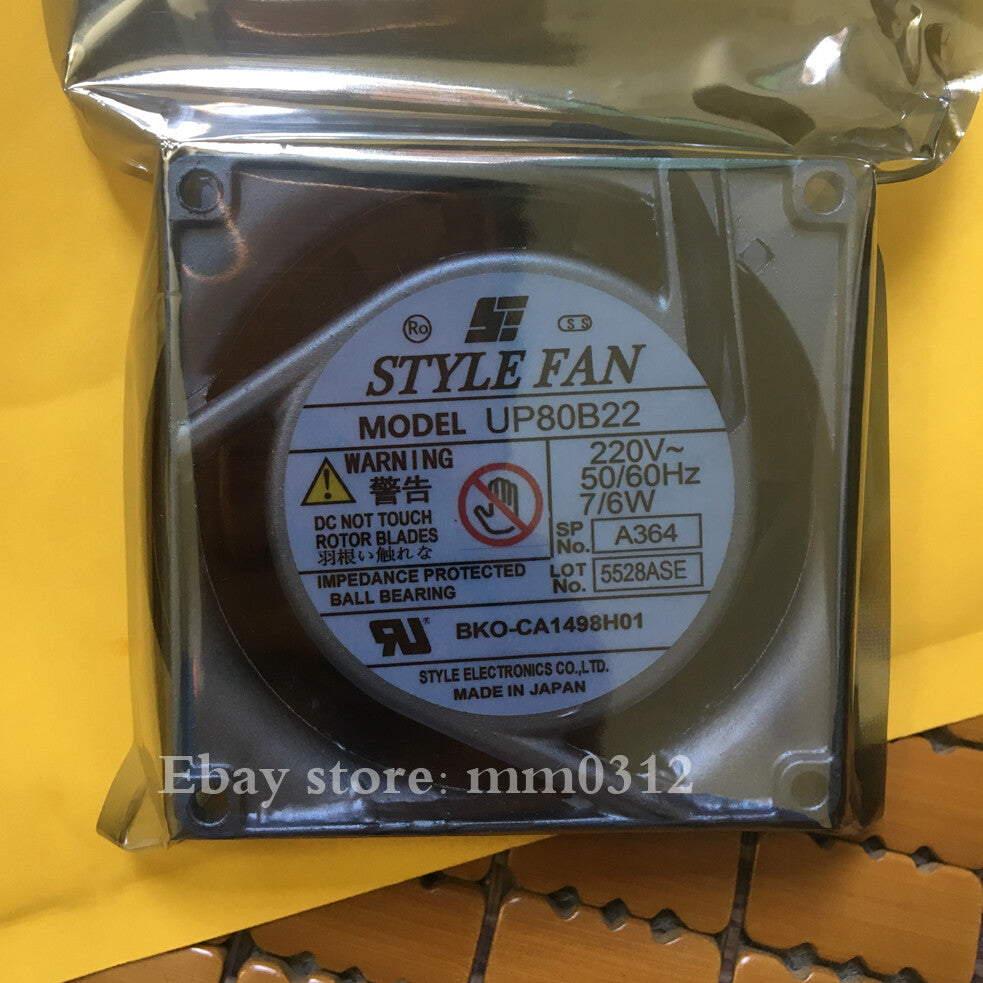 Ro
S S
STYLE FAN
MODEL UP80B22
WARNING
警告
DC NOT TOUCH
ROTOR BLADES
羽根い触れな
220V~
50/60Hz
7/6W
SP No. A364
LOT No. 5528ASE
IMPEDANCE PROTECTED
BALL BEARING
RU®
BKO-CA1498H01
STYLE ELECTRONICS CO.,LTD.
MADE IN JAPAN
Ebay store: mm0312